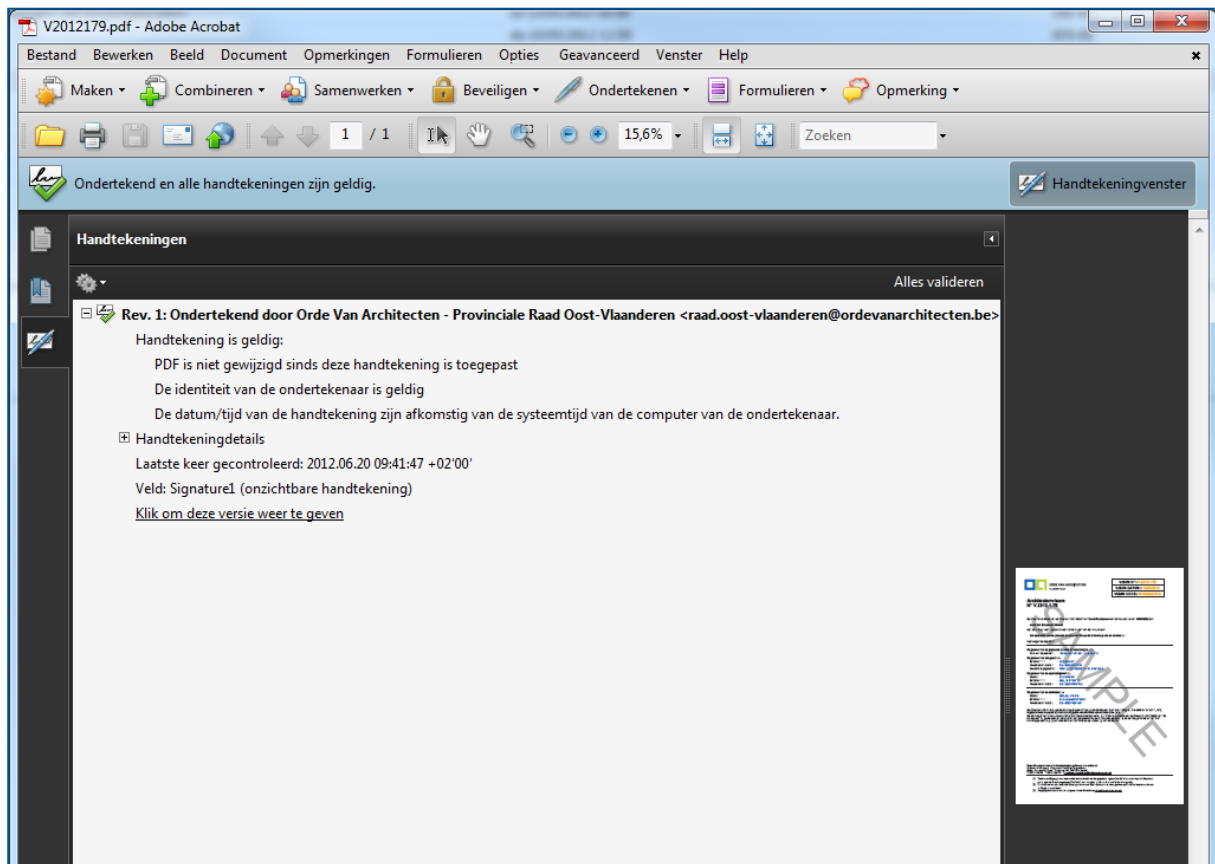 V2012179.pdf - Adobe Acrobat
Bestand Bewerken Beeld Document Opmerkingen Formulieren Opties Geavanceerd Venster Help
Maken Combineren Samenwerken Beveiligen Ondertekenen Formulieren Opmerking
1 / 1 15,6% Zoeken
Ondertekend en alle handtekeningen zijn geldig. Handtekeningvenster
Handtekeningen
Alles valideren
Rev. 1: Ondertekend door Orde Van Architecten - Provinciale Raad Oost-Vlaanderen <raad.oost-vlaanderen@ordevanarchitecten.be>
Handtekening is geldig:
PDF is niet gewijzigd sinds deze handtekening is toegepast
De identiteit van de ondertekenaar is geldig
De datum/tijd van de handtekening zijn afkomstig van de systeemtijd van de computer van de ondertekenaar.
Handtekeningdetails
Laatste keer gecontroleerd: 2012.06.20 09:41:47 +02'00'
Veld: Signature1 (onzichtbare handtekening)
Klik om deze versie weer te geven
SAMPLE